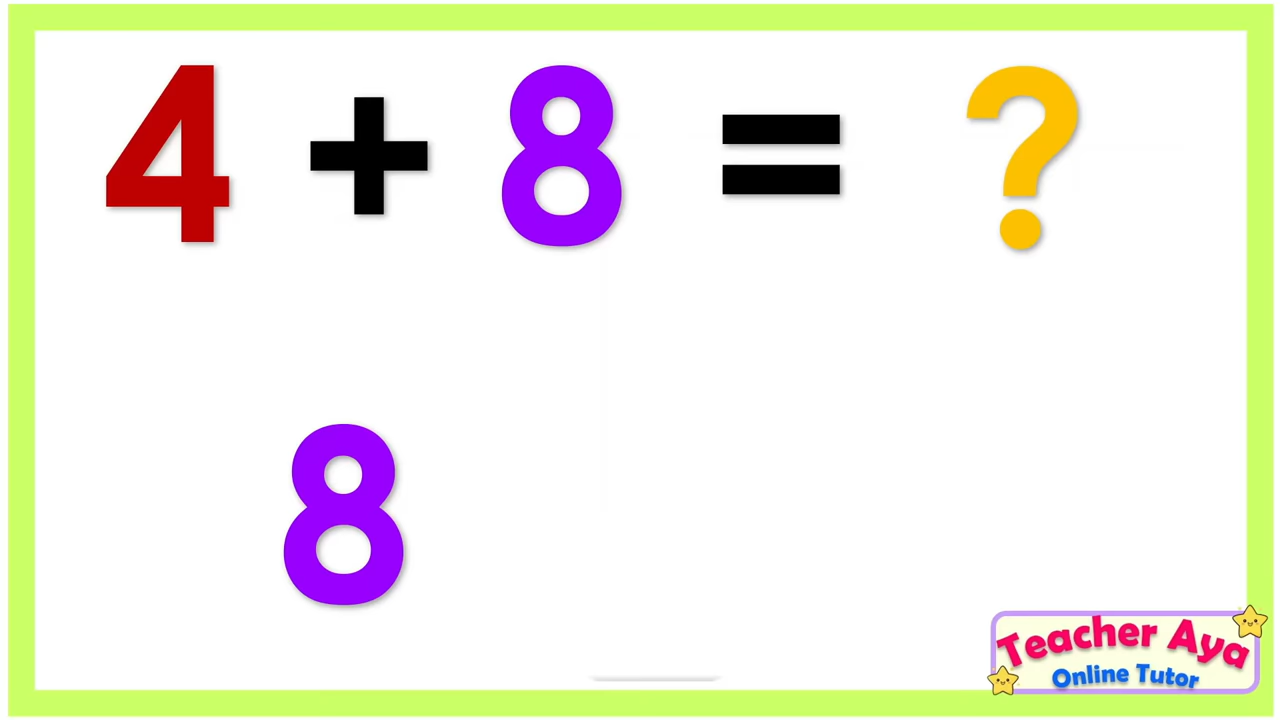 4 + 8 = ?
8
Teacher Aya
Online Tutor